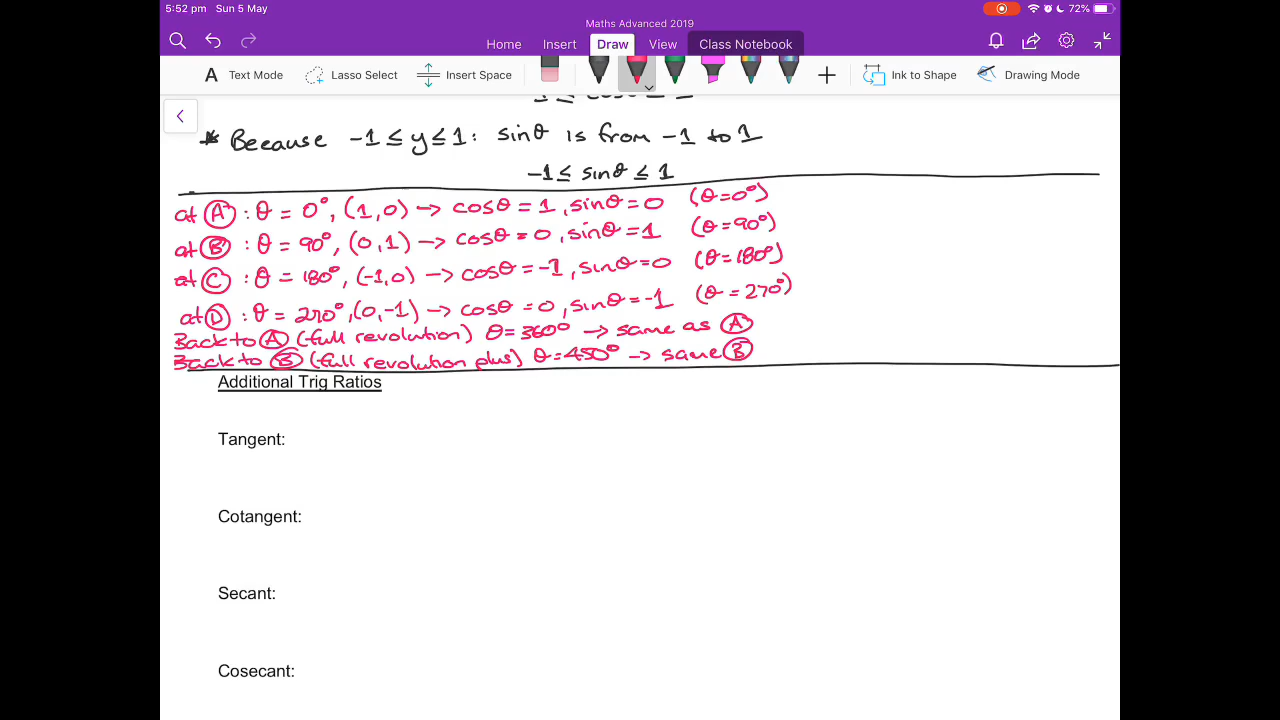 5:52 pm Sun 5 May 72%
Maths Advanced 2019
Home Insert Draw View Class Notebook
A Text Mode Lasso Select Insert Space Ink to Shape Drawing Mode
* Because -1 ≤ y ≤ 1: sinθ is from -1 to 1
-1 ≤ sinθ ≤ 1
at A : θ = 0°, (1,0) → cosθ = 1, sinθ = 0 (θ=0°)
at B : θ = 90°, (0,1) → cosθ = 0, sinθ = 1 (θ=90°)
at C : θ = 180°, (-1,0) → cosθ = -1, sinθ = 0 (θ=180°)
at D : θ = 270°, (0,-1) → cosθ = 0, sinθ = -1 (θ = 270°)
Back to A (full revolution) θ = 360° → same as A
Back to B (full revolution plus) θ = 450° → same B
Additional Trig Ratios
Tangent:
Cotangent:
Secant:
Cosecant: